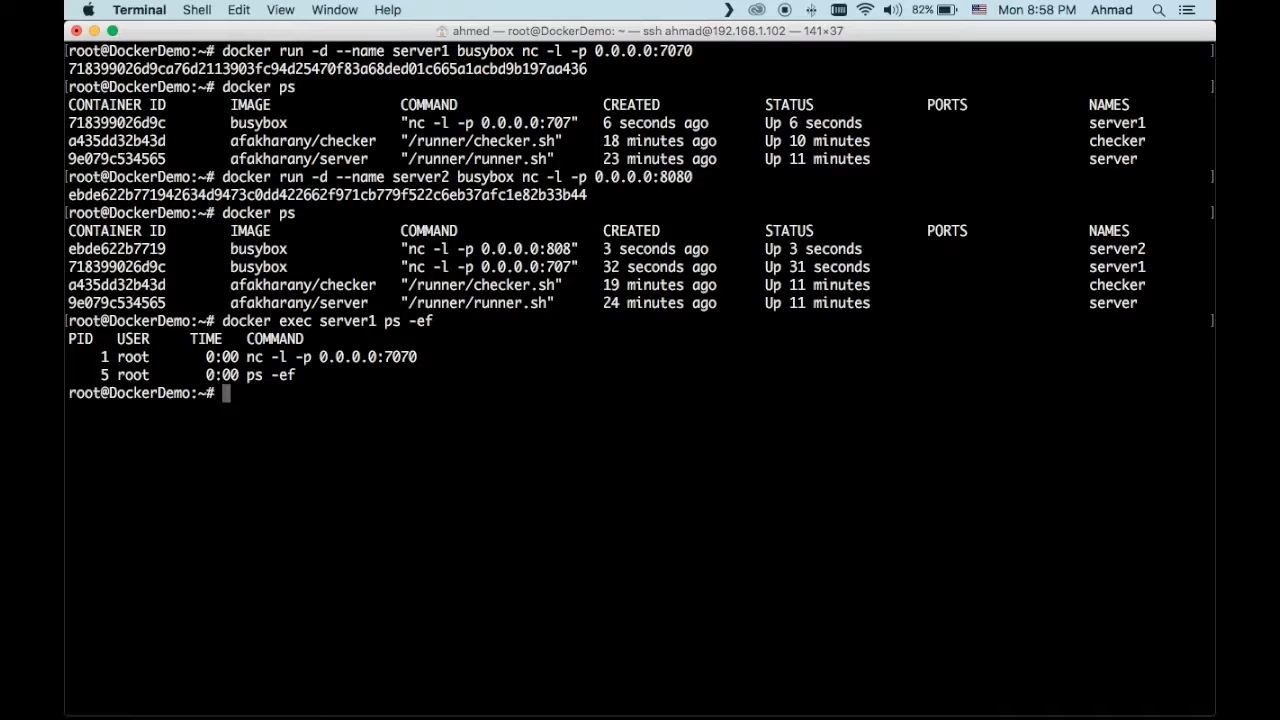 Terminal Shell Edit View Window Help 82% Mon 8:58 PM Ahmad
ahmed — root@DockerDemo: ~ — ssh ahmad@192.168.1.102 — 141×37
[root@DockerDemo:~# docker run -d --name server1 busybox nc -l -p 0.0.0.0:7070 ]
718399026d9ca76d2113903fc94d25470f83a68ded01c665a1acbd9b197aa436
[root@DockerDemo:~# docker ps ]
CONTAINER ID IMAGE COMMAND CREATED STATUS PORTS NAMES
718399026d9c busybox "nc -l -p 0.0.0.0:707" 6 seconds ago Up 6 seconds server1
a435dd32b43d afakharany/checker "/runner/checker.sh" 18 minutes ago Up 10 minutes checker
9e079c534565 afakharany/server "/runner/runner.sh" 23 minutes ago Up 11 minutes server
[root@DockerDemo:~# docker run -d --name server2 busybox nc -l -p 0.0.0.0:8080 ]
ebde622b771942634d9473c0dd422662f971cb779f522c6eb37afc1e82b33b44
[root@DockerDemo:~# docker ps ]
CONTAINER ID IMAGE COMMAND CREATED STATUS PORTS NAMES
ebde622b7719 busybox "nc -l -p 0.0.0.0:808" 3 seconds ago Up 3 seconds server2
718399026d9c busybox "nc -l -p 0.0.0.0:707" 32 seconds ago Up 31 seconds server1
a435dd32b43d afakharany/checker "/runner/checker.sh" 19 minutes ago Up 11 minutes checker
9e079c534565 afakharany/server "/runner/runner.sh" 24 minutes ago Up 11 minutes server
[root@DockerDemo:~# docker exec server1 ps -ef ]
PID USER TIME COMMAND
1 root 0:00 nc -l -p 0.0.0.0:7070
5 root 0:00 ps -ef
root@DockerDemo:~#